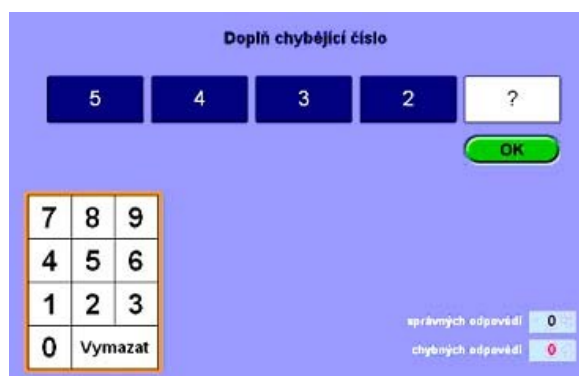 Doplň chybějící číslo
5 4 3 2 ?
OK
7 8 9
4 5 6
1 2 3
0 Vymazat
správných odpovědí 0
chybných odpovědí 0